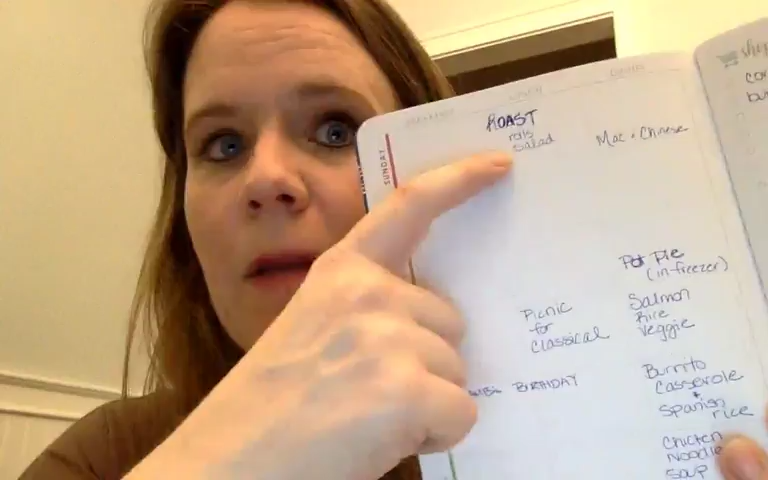 SUNDAY
ROAST
rolls
salad
Mac + Cheese
Pot Pie
(in freezer)
Salmon
Rice
Veggie
Picnic
for
Classical
BIRTHDAY
Burrito
Casserole
+
Spanish
rice
Chicken
Noodle
Soup